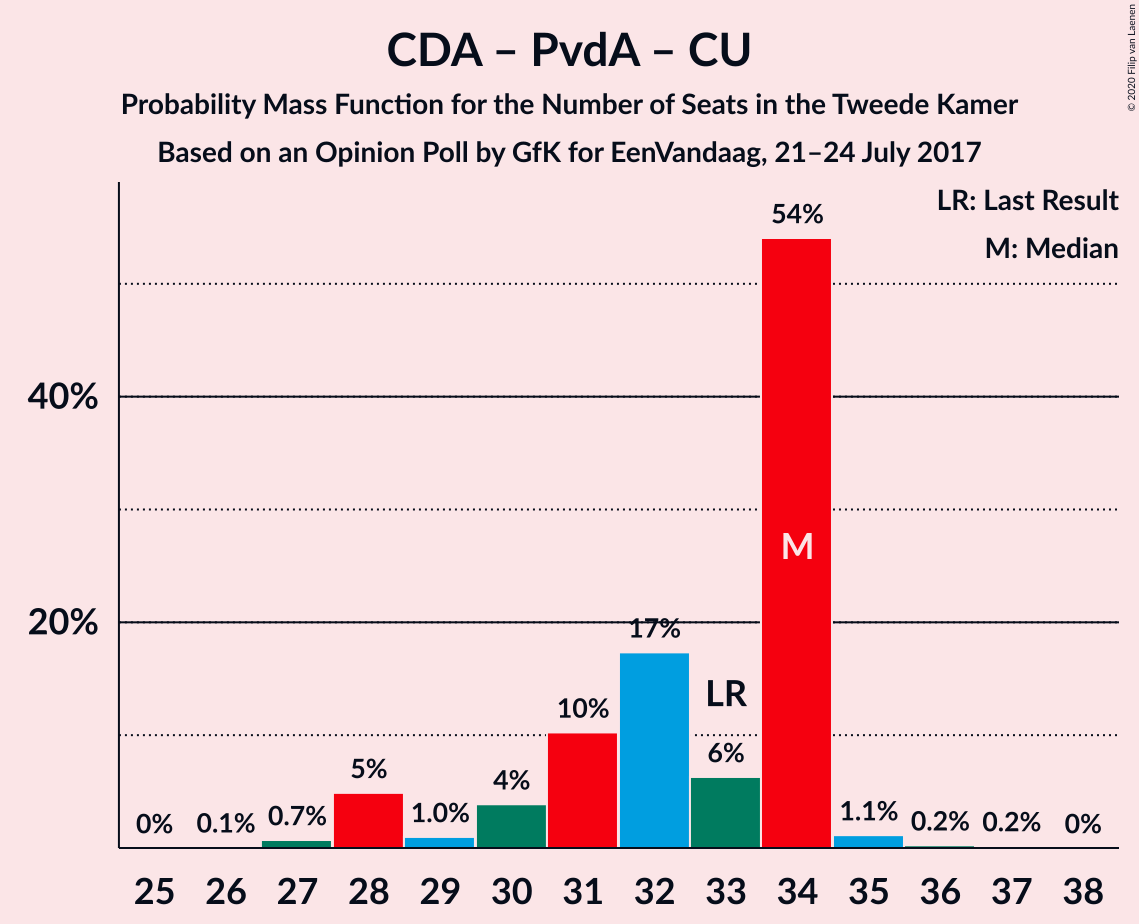 CDA – PvdA – CU
Probability Mass Function for the Number of Seats in the Tweede Kamer
Based on an Opinion Poll by GfK for EenVandaag, 21–24 July 2017
© 2020 Filip van Laenen
LR: Last Result
M: Median
40%
20%
0%
0.1%
0.7%
5%
1.0%
4%
10%
17%
LR
6%
54%
M
1.1%
0.2%
0.2%
0%
25 26 27 28 29 30 31 32 33 34 35 36 37 38